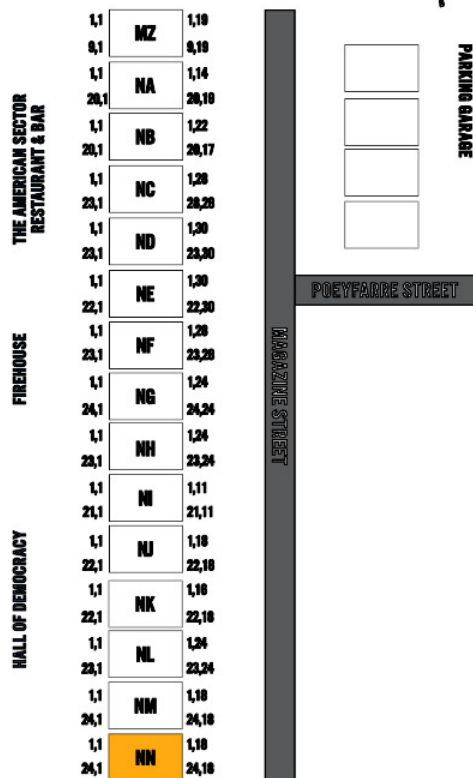 1,1 1,19
MZ
9,1 9,19
1,1 1,14
NA
20,1
1,1 1,22
NB
20,1 20,17
1,1 1,28
NC
23,1
1,1 1,30
ND
23,1 23,30
1,1 1,30
NE
22,1 22,30
1,1 1,28
NF
23,1 23,28
1,1 1,24
NG
24,1 24,24
1,1 1,24
NH
23,1 23,24
1,1 1,11
NI
21,1 21,11
1,1 1,18
NJ
22,1 22,18
1,1 1,16
NK
22,1 22,18
1,1 1,24
NL
23,1 23,24
1,1 1,18
NM
24,1 24,18
1,1 1,18
NN
24,1 24,18
THE AMERICAN SECTOR
RESTAURANT & BAR
FIREHOUSE
HALL OF DEMOCRACY
MAGAZINE STREET
POEYFARRE STREET
PARKING GARAGE